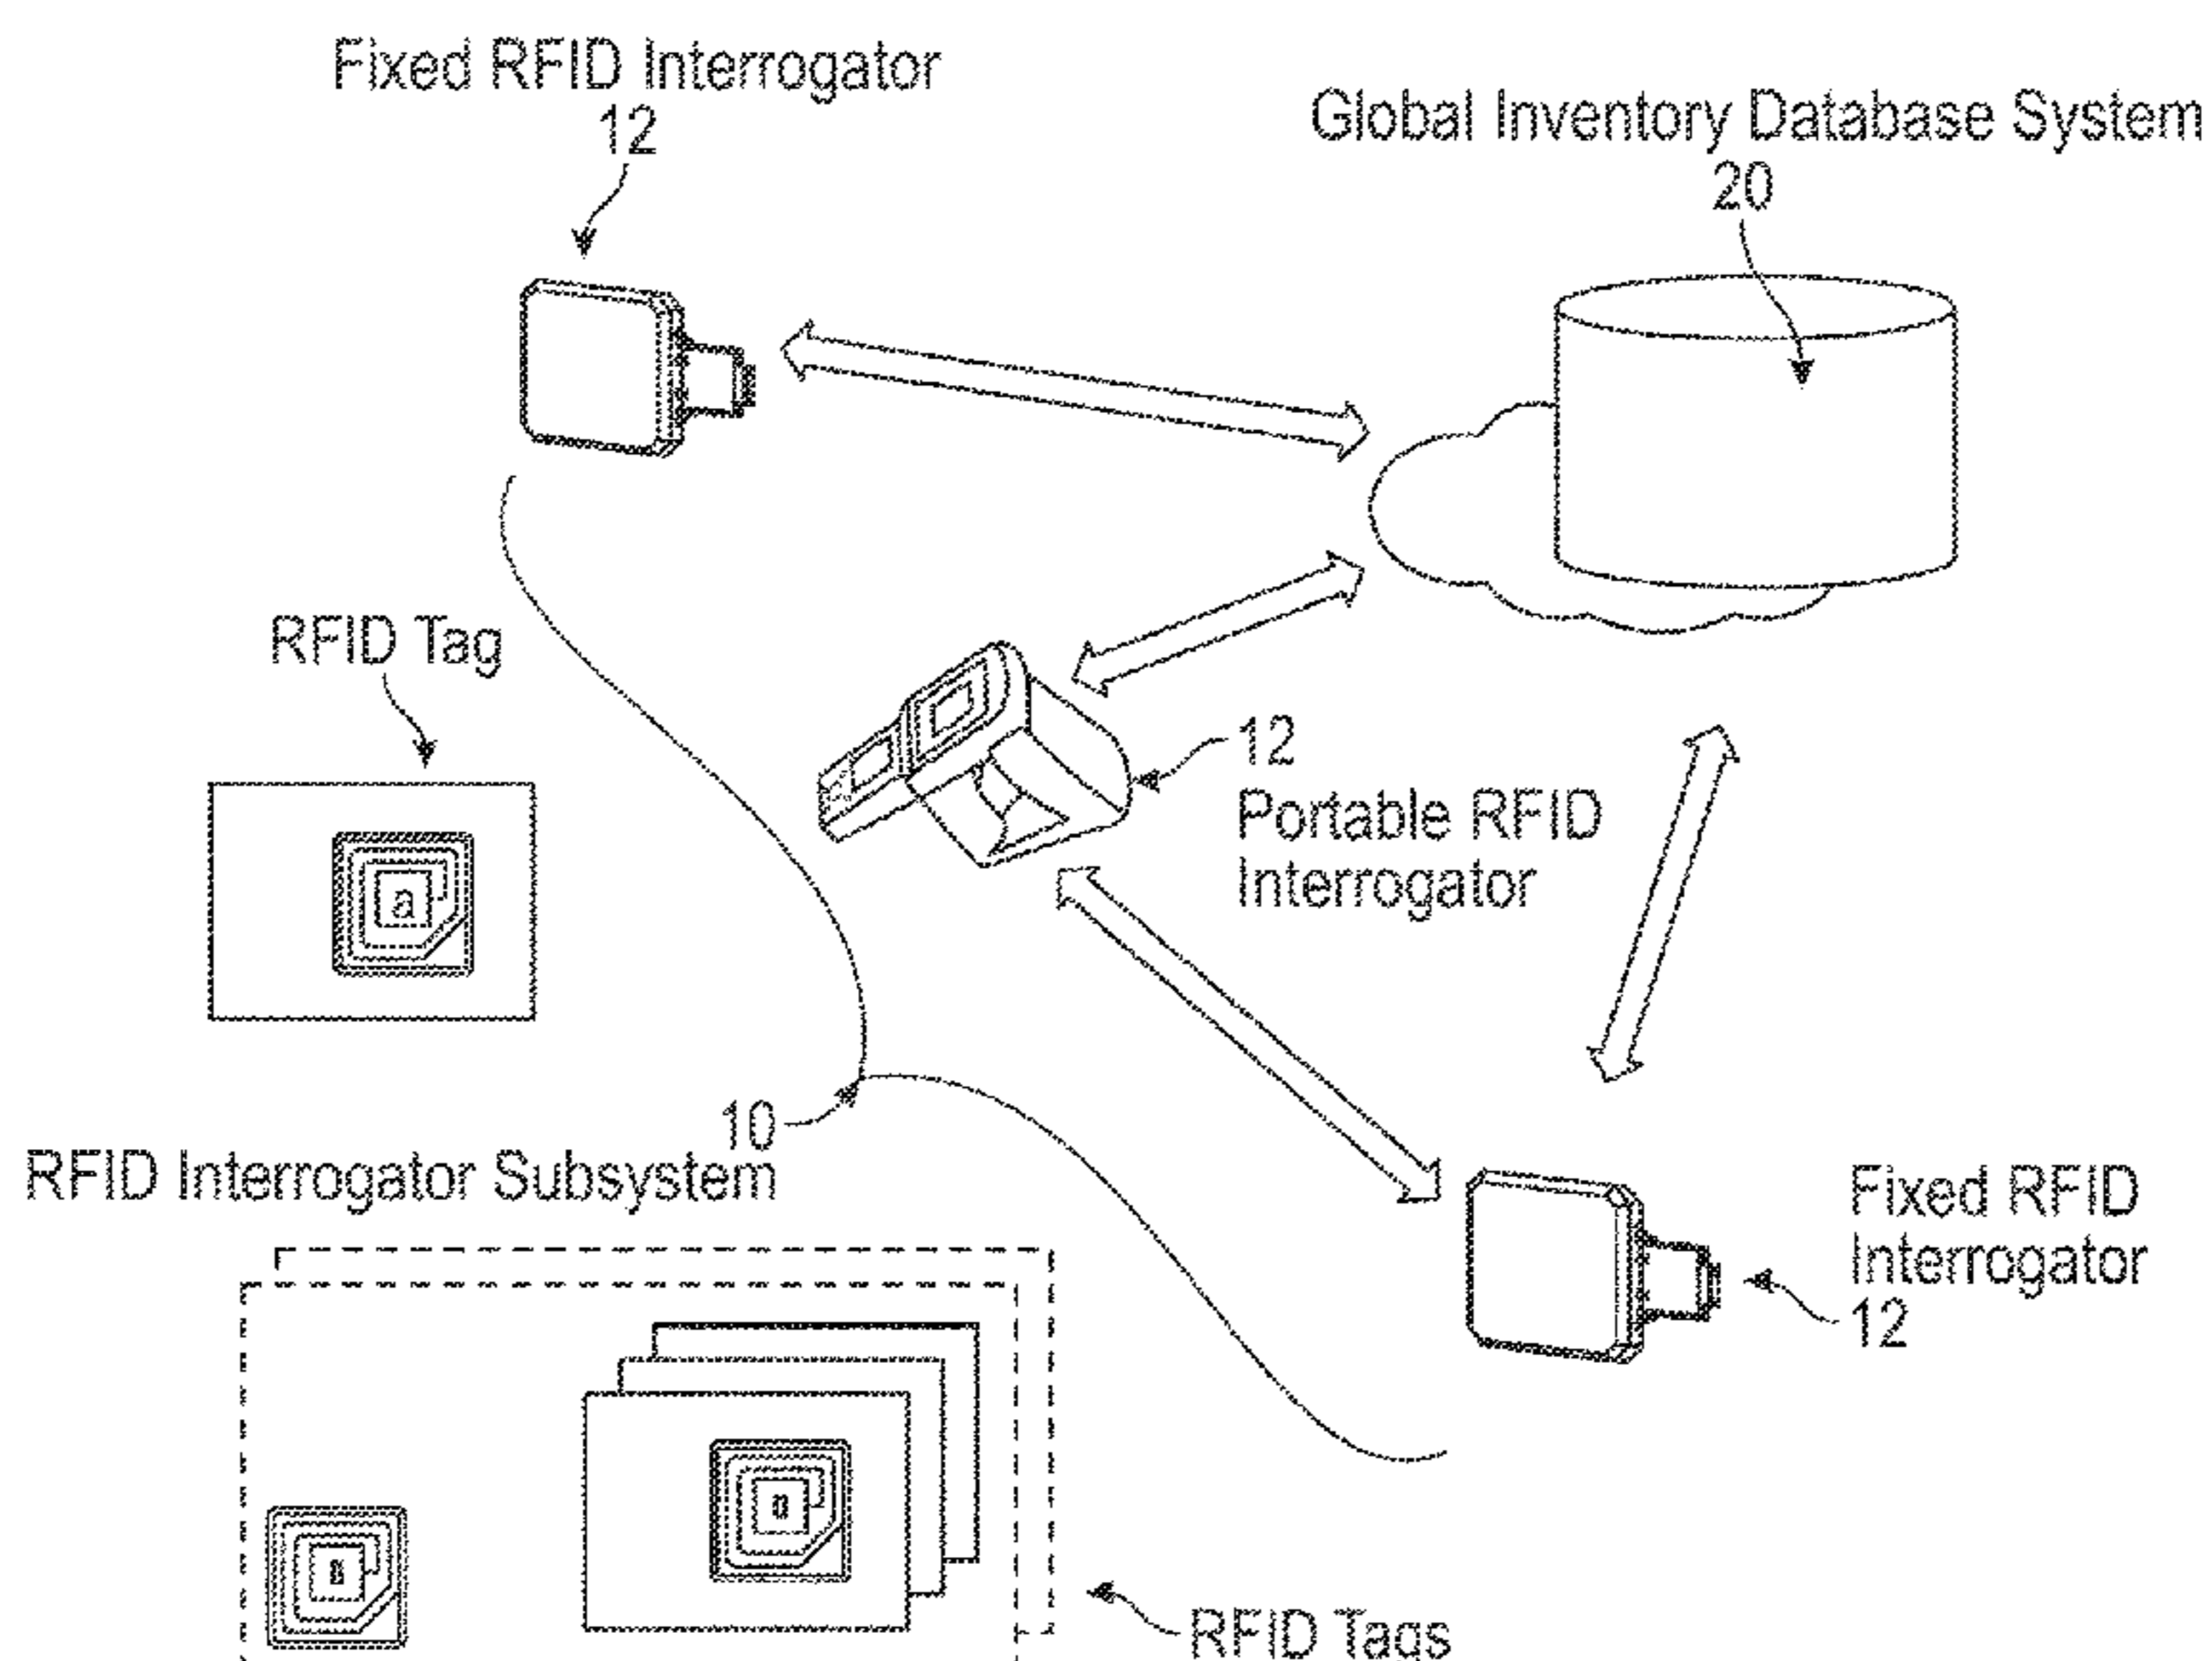 Fixed RFID Interrogator
12
Global Inventory Database System
20
RFID Tag
a
12
Portable RFID
Interrogator
10
RFID Interrogator Subsystem
Fixed RFID
Interrogator
12
RFID Tags